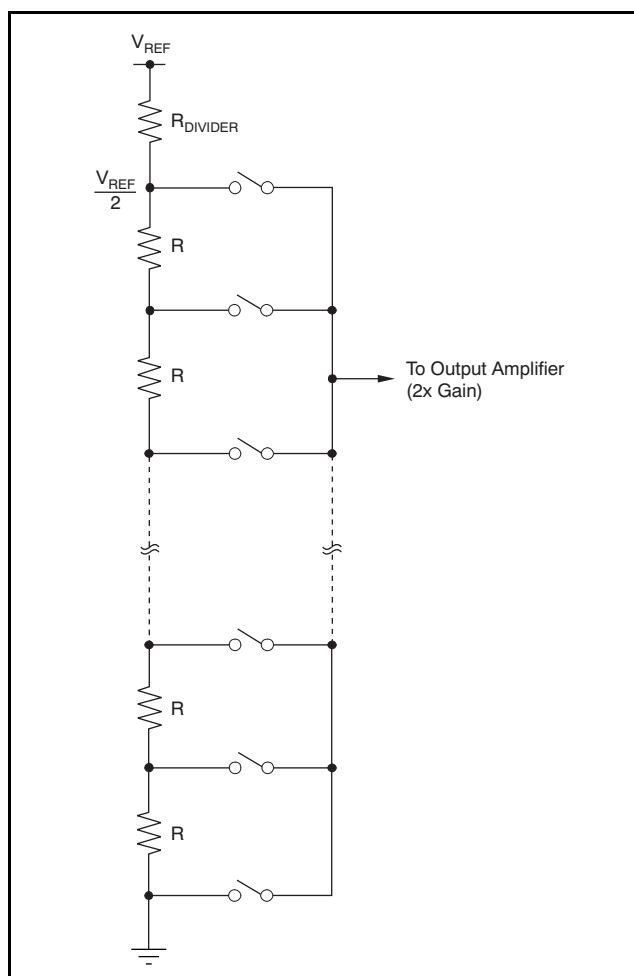 VREF
RDIVIDER
VREF
2
R
R
To Output Amplifier
(2x Gain)
R
R